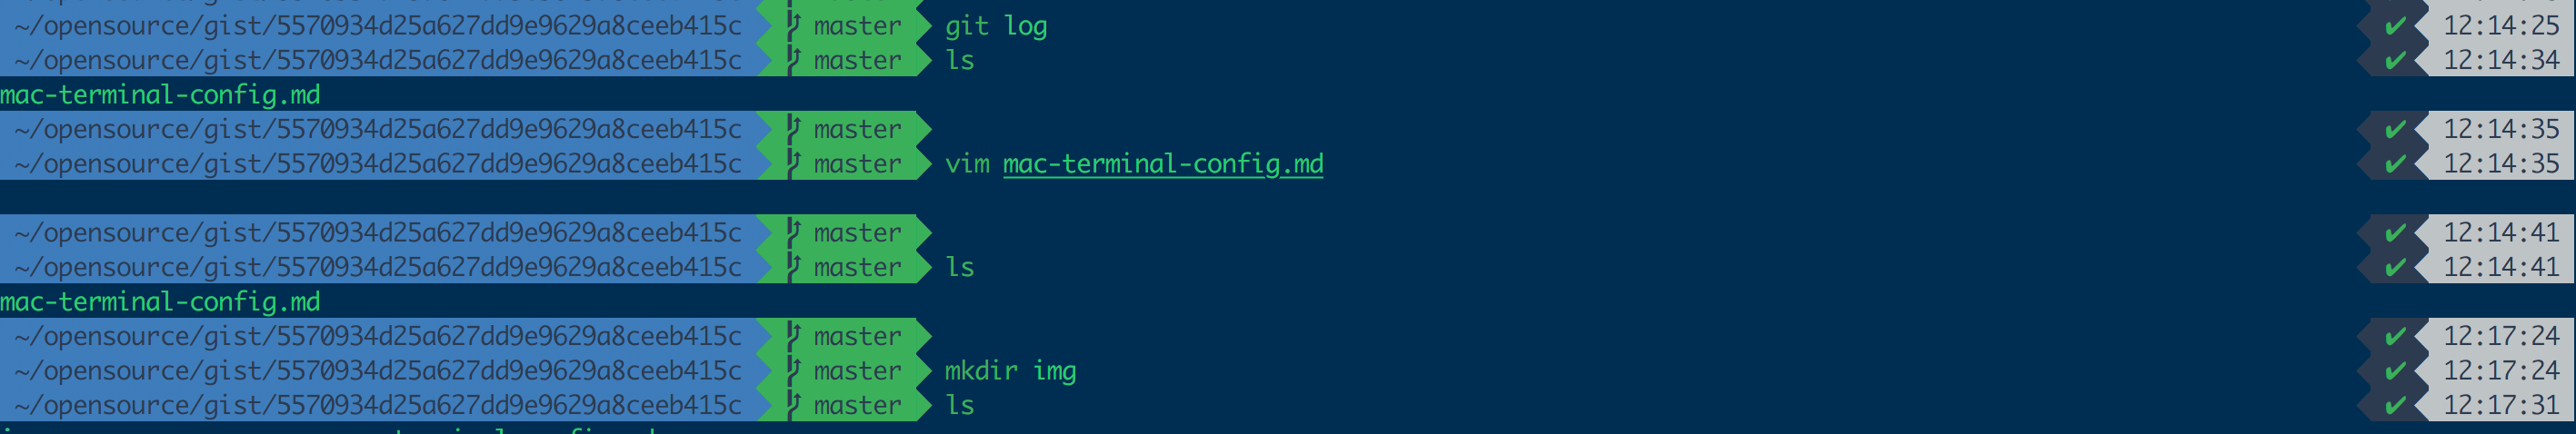 ~/opensource/gist/5570934d25a627dd9e9629a8ceeb415c master git log ✔ 12:14:25
~/opensource/gist/5570934d25a627dd9e9629a8ceeb415c master ls ✔ 12:14:34
mac-terminal-config.md
~/opensource/gist/5570934d25a627dd9e9629a8ceeb415c master ✔ 12:14:35
~/opensource/gist/5570934d25a627dd9e9629a8ceeb415c master vim mac-terminal-config.md ✔ 12:14:35
~/opensource/gist/5570934d25a627dd9e9629a8ceeb415c master ✔ 12:14:41
~/opensource/gist/5570934d25a627dd9e9629a8ceeb415c master ls ✔ 12:14:41
mac-terminal-config.md
~/opensource/gist/5570934d25a627dd9e9629a8ceeb415c master ✔ 12:17:24
~/opensource/gist/5570934d25a627dd9e9629a8ceeb415c master mkdir img ✔ 12:17:24
~/opensource/gist/5570934d25a627dd9e9629a8ceeb415c master ls ✔ 12:17:31